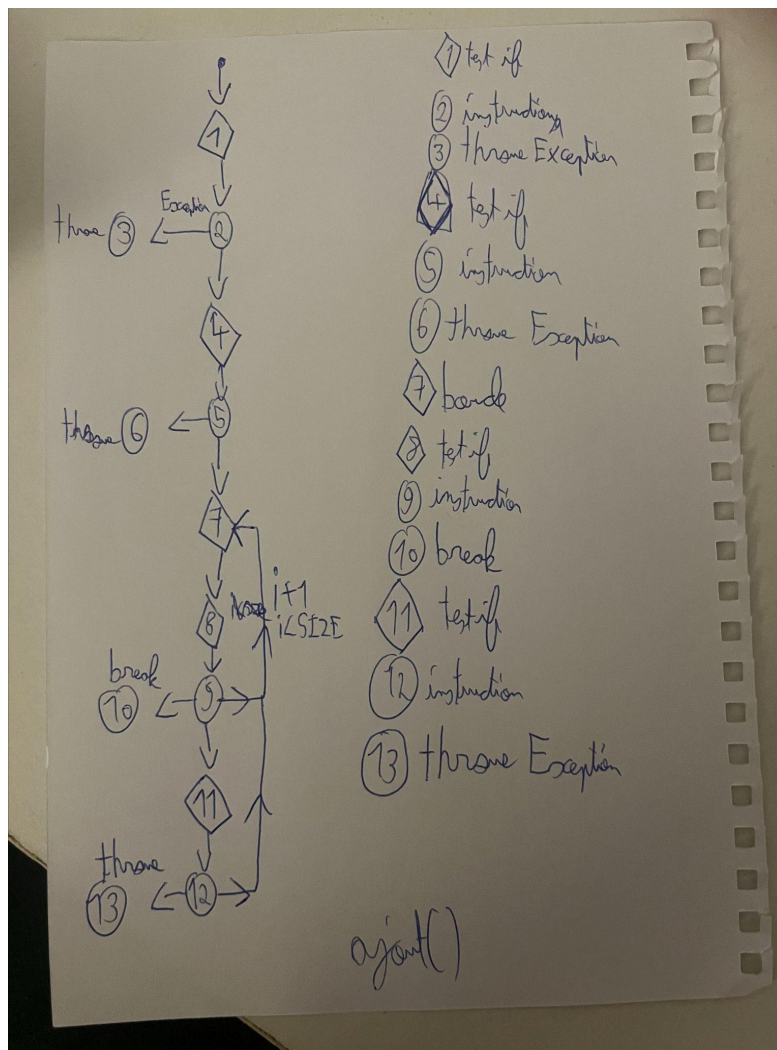 1
Exception
throw 3
2
4
5
6
7
8
i+1
i<SIZE
break
10
9
11
throw
13
12
1 test if
2 instruction
3 throw Exception
4 test if
5 instruction
6 throw Exception
7 boucle
8 test if
9 instruction
10 break
11 test if
12 instruction
13 throw Exception
ajout()